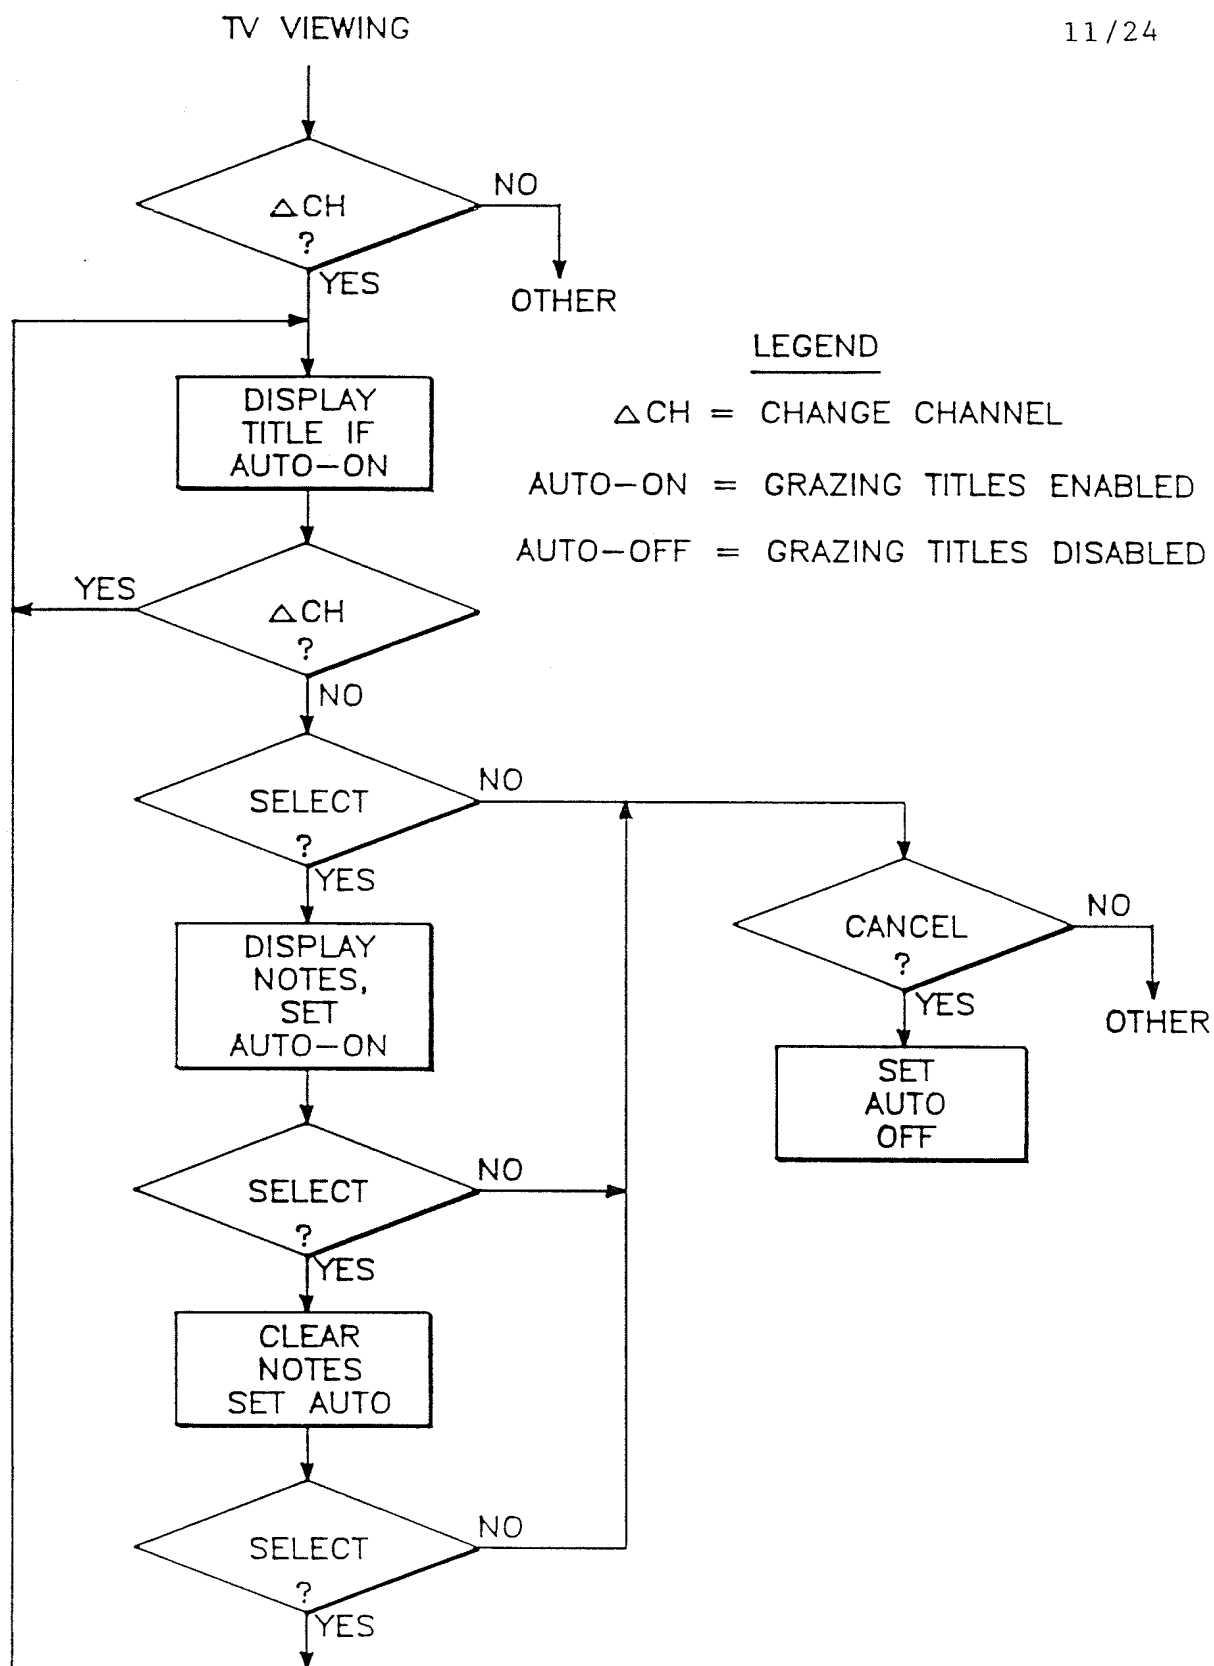 TV VIEWING
11/24
△CH
?
NO
YES
OTHER
LEGEND
△CH = CHANGE CHANNEL
AUTO-ON = GRAZING TITLES ENABLED
AUTO-OFF = GRAZING TITLES DISABLED
DISPLAY
TITLE IF
AUTO-ON
YES
△CH
?
NO
SELECT
?
NO
YES
CANCEL
?
NO
YES
OTHER
SET
AUTO
OFF
DISPLAY
NOTES,
SET
AUTO-ON
SELECT
?
NO
YES
CLEAR
NOTES
SET AUTO
SELECT
?
NO
YES